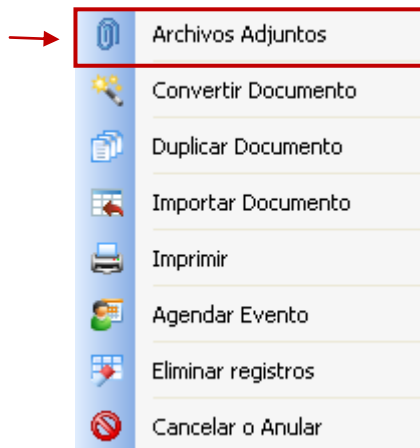 Archivos Adjuntos
Convertir Documento
Duplicar Documento
Importar Documento
Imprimir
Agendar Evento
Eliminar registros
Cancelar o Anular